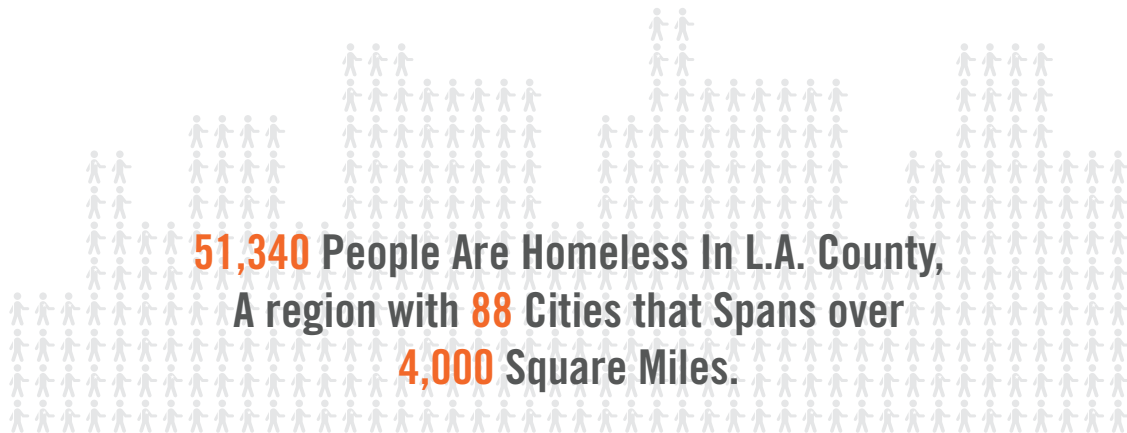 51,340 People Are Homeless In L.A. County,
A region with 88 Cities that Spans over
4,000 Square Miles.